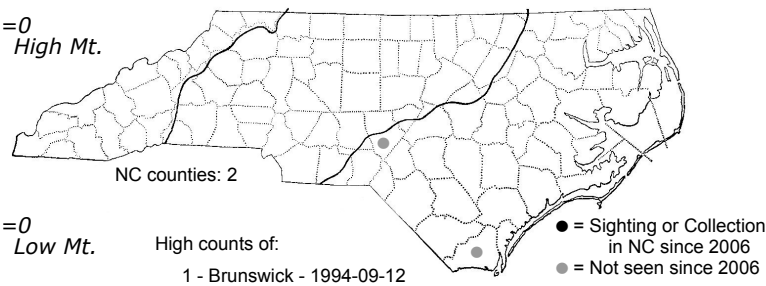 =0
High Mt.
NC counties: 2
=0
Low Mt.
High counts of:
1 - Brunswick - 1994-09-12
● = Sighting or Collection
in NC since 2006
● = Not seen since 2006